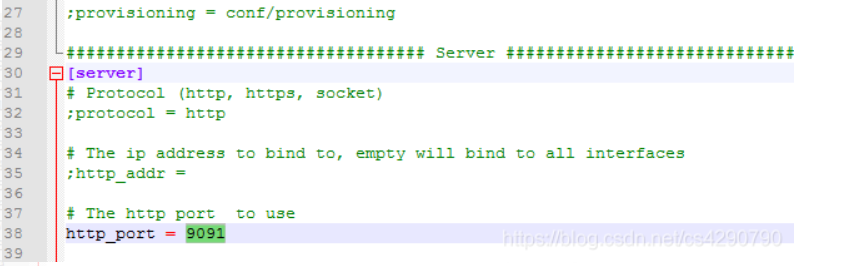 27 ;provisioning = conf/provisioning
28
29 #################################### Server ############################
30 [server]
31 # Protocol (http, https, socket)
32 ;protocol = http
33
34 # The ip address to bind to, empty will bind to all interfaces
35 ;http_addr =
36
37 # The http port  to use
38 http_port = 9091
https://blog.csdn.net/cs4290790
39